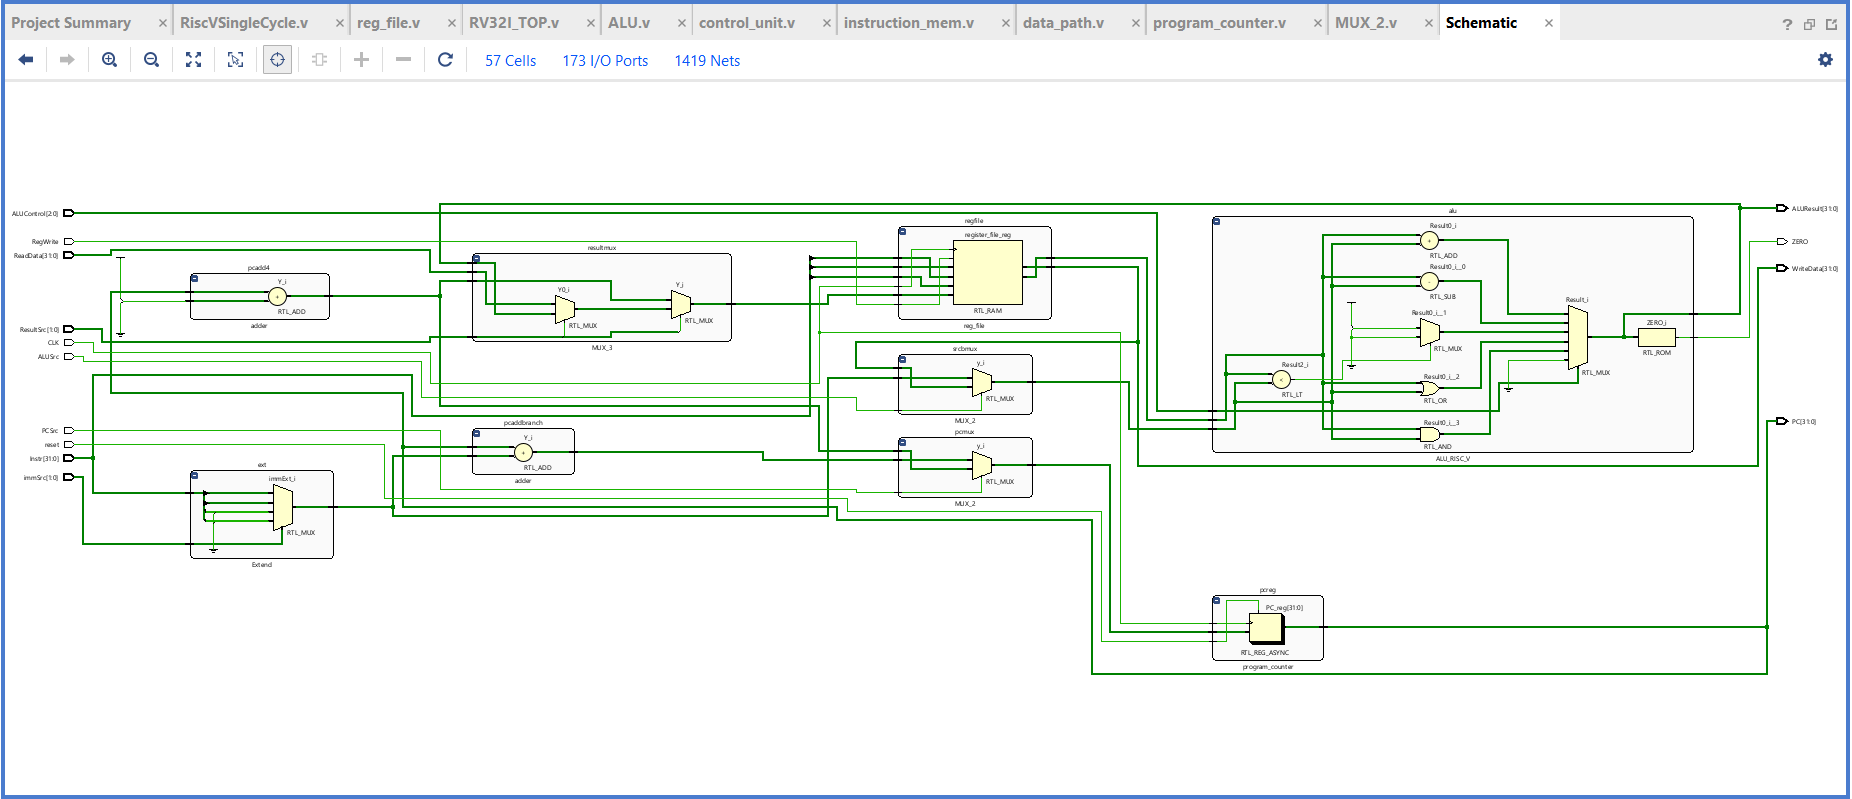 Project Summary × RiscVSingleCycle.v × reg_file.v × RV32I_TOP.v × ALU.v × control_unit.v × instruction_mem.v × data_path.v × program_counter.v × MUX_2.v × Schematic × ?
57 Cells 173 I/O Ports 1419 Nets
ALUControl[2:0]
RegWrite
ReadData[31:0]
ResultSrc[1:0]
CLK
ALUSrc
PCSrc
reset
Instr[31:0]
immSrc[1:0]
pcadd4
Y_i
+
RTL_ADD
adder
resultmux
Y0_i
RTL_MUX
Y_i
RTL_MUX
MUX_3
regfile
register_file_reg
RTL_RAM
reg_file
srcbmux
y_i
RTL_MUX
MUX_2
pcaddbranch
Y_i
+
RTL_ADD
adder
pcmux
y_i
RTL_MUX
MUX_2
ext
immExt_i
RTL_MUX
Extend
alu
Result0_i
+
RTL_ADD
Result0_i__0
-
RTL_SUB
Result0_i__1
RTL_MUX
Result2_i
<
RTL_LT
Result0_i__2
RTL_OR
Result0_i__3
RTL_AND
Result_i
RTL_MUX
ZERO_i
RTL_ROM
ALU_RISC_V
pcreg
PC_reg[31:0]
RTL_REG_ASYNC
program_counter
ALUResult[31:0]
ZERO
WriteData[31:0]
PC[31:0]